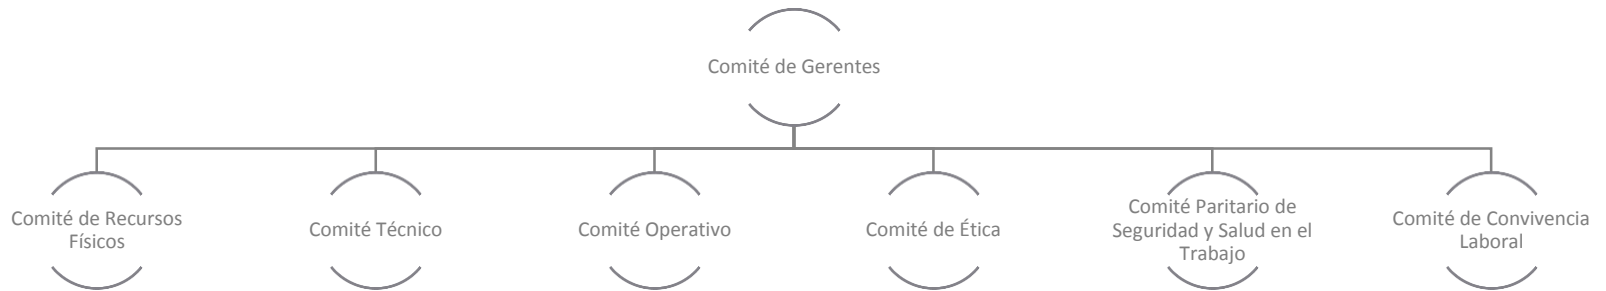 Comité de Gerentes
Comité de Recursos
Físicos
Comité Técnico
Comité Operativo
Comité de Ética
Comité Paritario de
Seguridad y Salud en el
Trabajo
Comité de Convivencia
Laboral